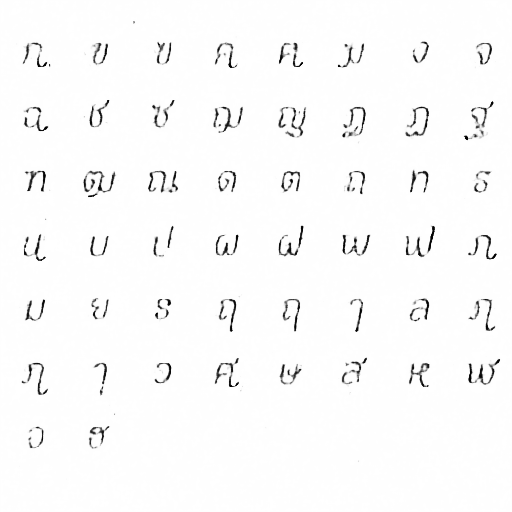 ก ข ฃ ค ฅ ฆ ง จ
ฉ ช ซ ฌ ญ ฎ ฏ ฐ
ฑ ฒ ณ ด ต ถ ท ธ
น บ ป ผ ฝ พ ฟ ภ
ม ย ร ฤ ฤ ๅ ล ฦ
ฦ ๅ ว ศ ษ ส ห ฬ
อ ฮ